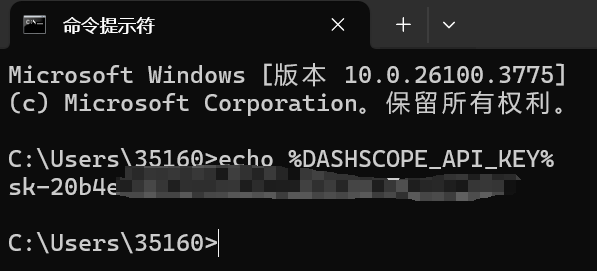 命令提示符
Microsoft Windows [版本 10.0.26100.3775]
(c) Microsoft Corporation。保留所有权利。
C:\Users\35160>echo %DASHSCOPE_API_KEY%
sk-20b4e
C:\Users\35160>